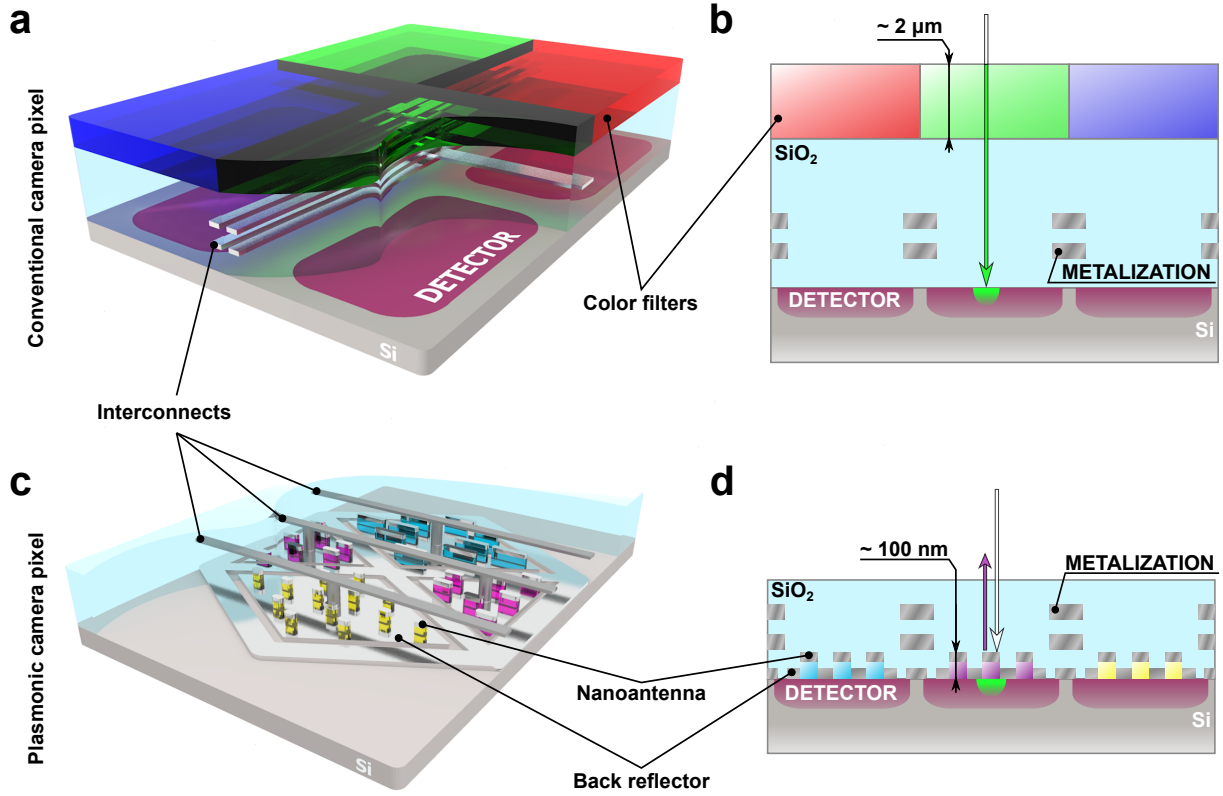 a
Conventional camera pixel
DETECTOR
Si
Color filters
b
~ 2 µm
SiO₂
METALIZATION
DETECTOR
Si
Interconnects
c
Plasmonic camera pixel
Si
Nanoantenna
Back reflector
d
~ 100 nm
METALIZATION
SiO₂
DETECTOR
Si